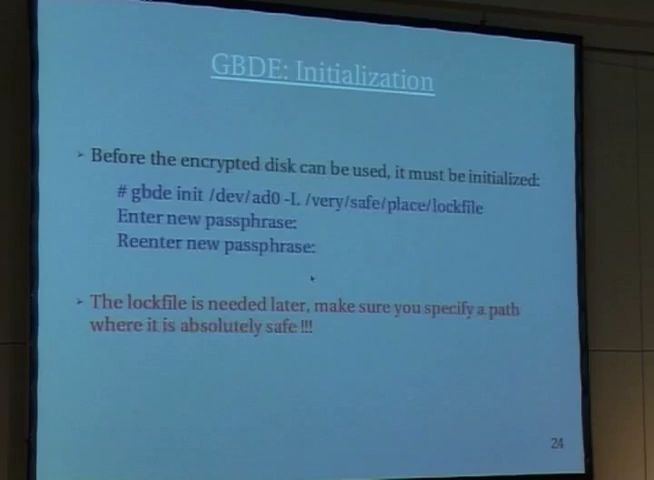 GBDE: Initialization
Before the encrypted disk can be used, it must be initialized:
# gbde init /dev/ad0 -L /very/safe/place/lockfile
Enter new passphrase:
Reenter new passphrase:
The lockfile is needed later, make sure you specify a path
where it is absolutely safe !!!
24